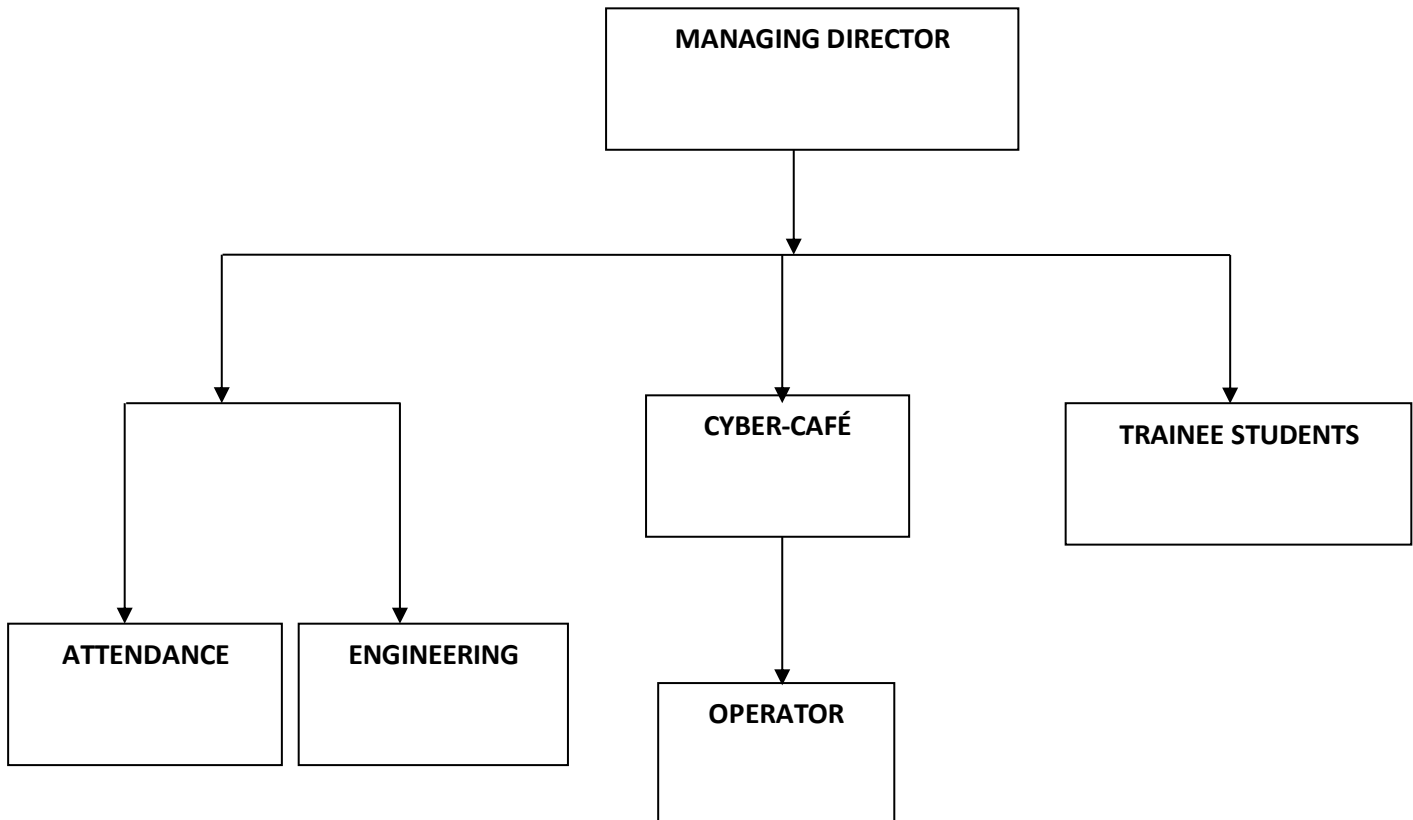 MANAGING DIRECTOR
CYBER-CAFÉ
TRAINEE STUDENTS
ATTENDANCE
ENGINEERING
OPERATOR